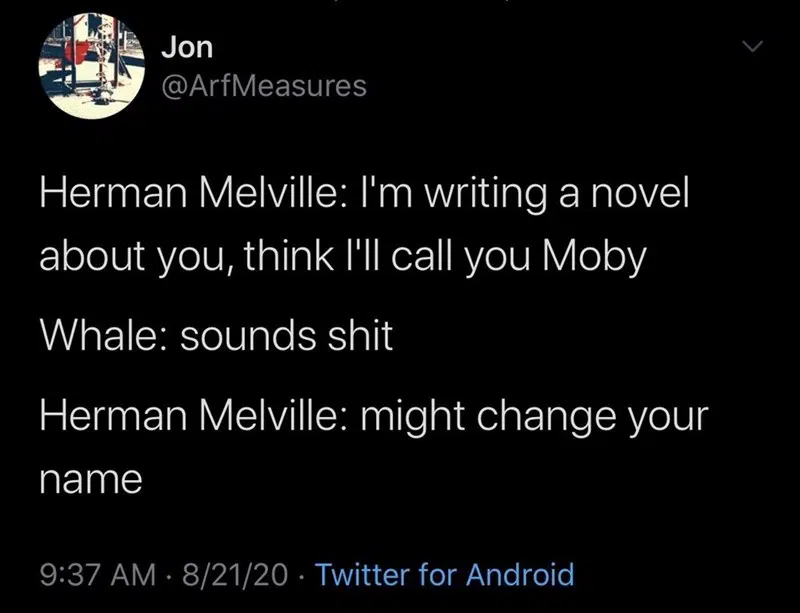 Jon
@ArfMeasures
Herman Melville: I'm writing a novel
about you, think I'll call you Moby
Whale: sounds shit
Herman Melville: might change your
name
9:37 AM · 8/21/20 · Twitter for Android